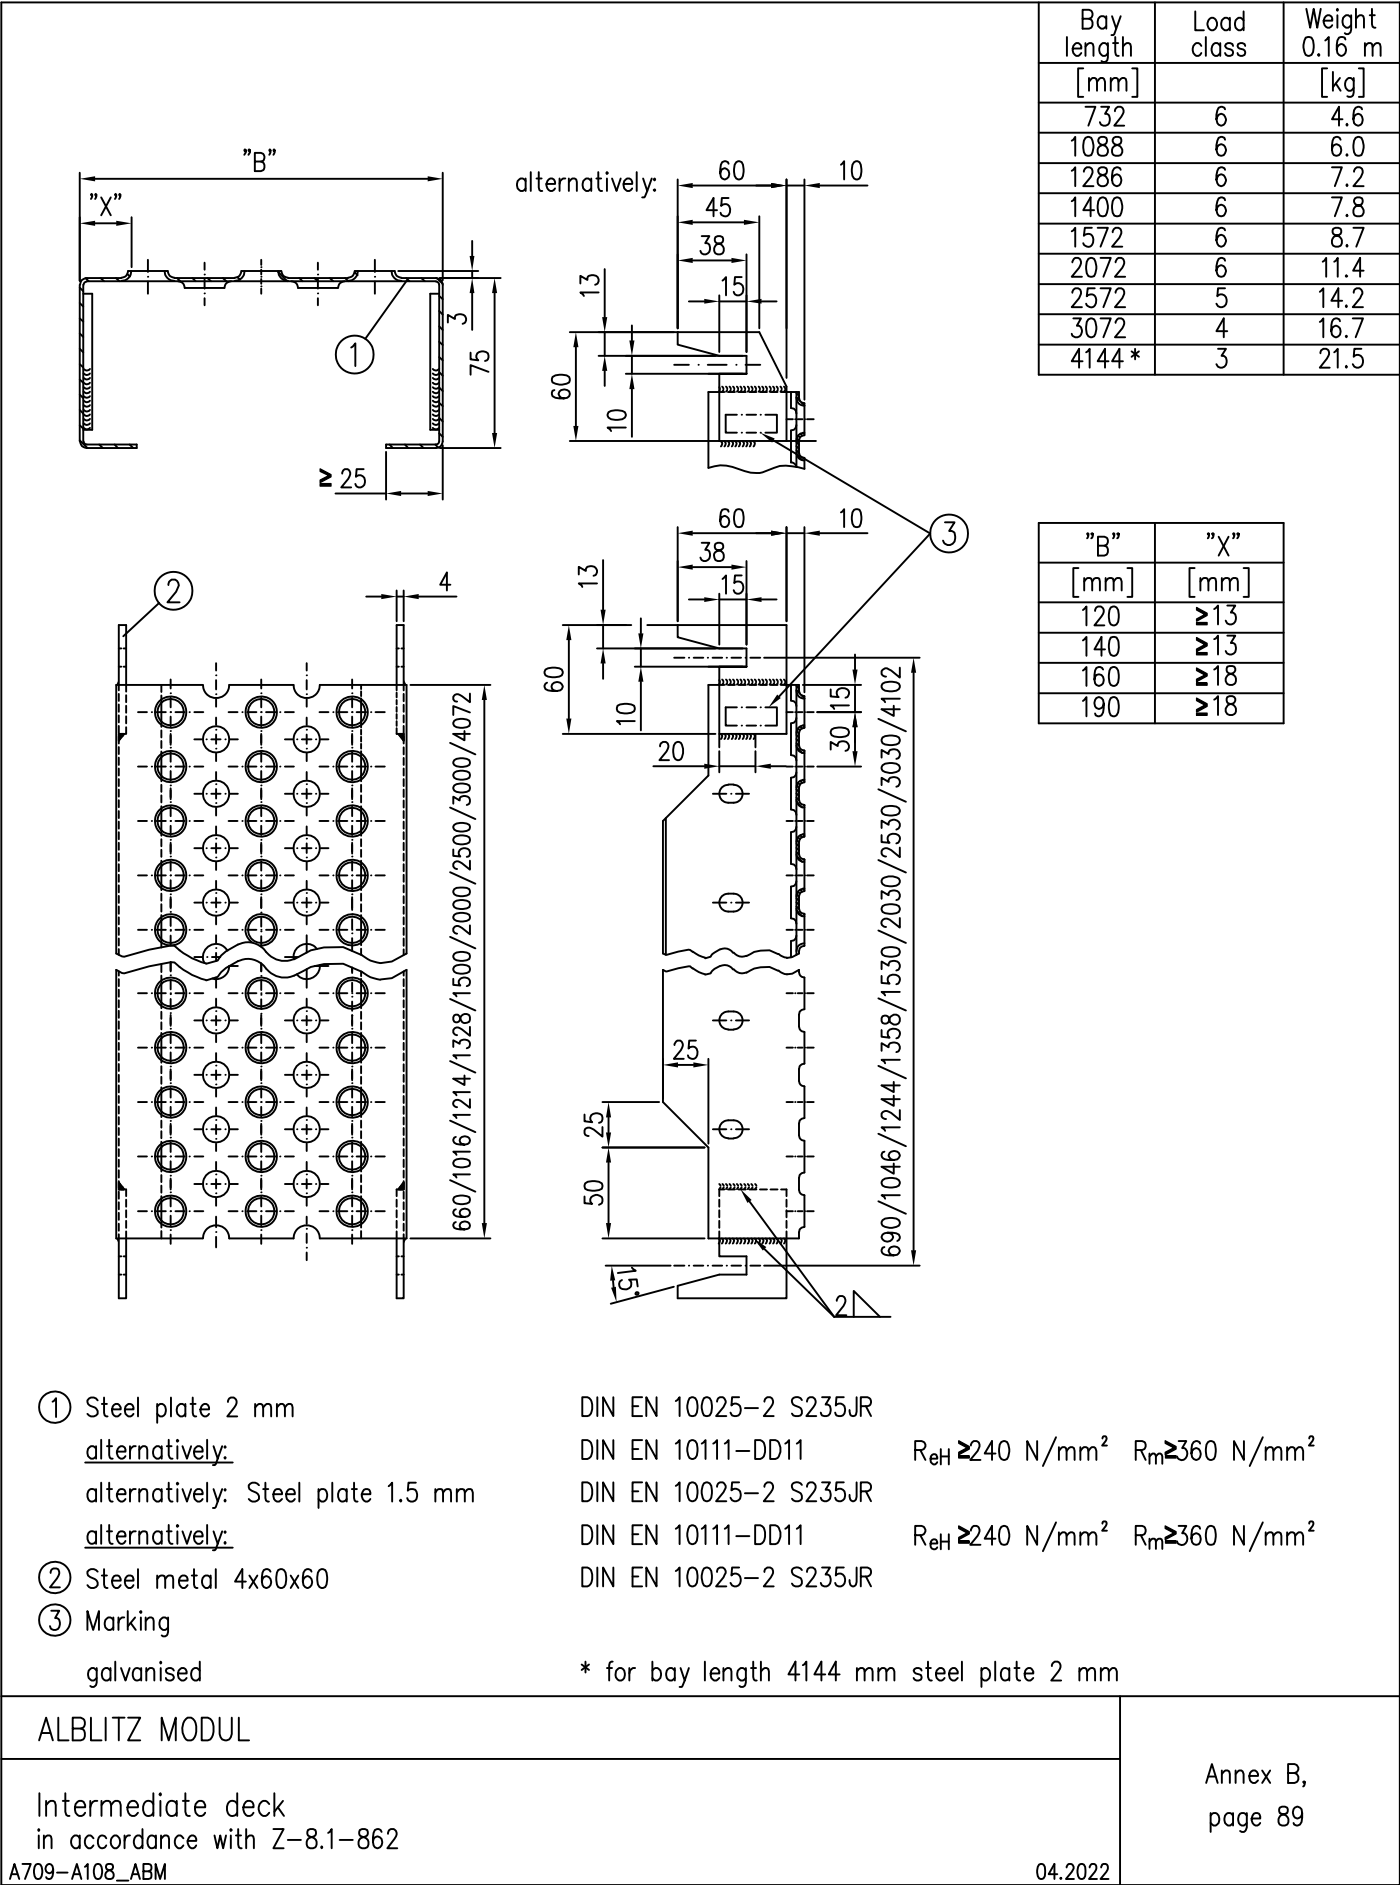 Bay length Load class Weight 0.16 m
[mm] [kg]
732 6 4.6
1088 6 6.0
1286 6 7.2
1400 6 7.8
1572 6 8.7
2072 6 11.4
2572 5 14.2
3072 4 16.7
4144* 3 21.5
"B"
"X"
3
75
1
≥25
alternatively:
60 10
45
38
15
13
60
10
3
60 10
38
15
13
60
10
20
15
30
25
25
50
15°
2
690/1046/1244/1358/1530/2030/2530/3030/4102
2
4
660/1016/1214/1328/1500/2000/2500/3000/4072
"B" "X"
[mm] [mm]
120 ≥13
140 ≥13
160 ≥18
190 ≥18
1 Steel plate 2 mm DIN EN 10025-2 S235JR
alternatively: DIN EN 10111-DD11 ReH≥240 N/mm² Rm≥360 N/mm²
alternatively: Steel plate 1.5 mm DIN EN 10025-2 S235JR
alternatively: DIN EN 10111-DD11 ReH≥240 N/mm² Rm≥360 N/mm²
2 Steel metal 4x60x60 DIN EN 10025-2 S235JR
3 Marking
galvanised * for bay length 4144 mm steel plate 2 mm
ALBLITZ MODUL
Intermediate deck
in accordance with Z-8.1-862
A709-A108_ABM 04.2022
Annex B,
page 89